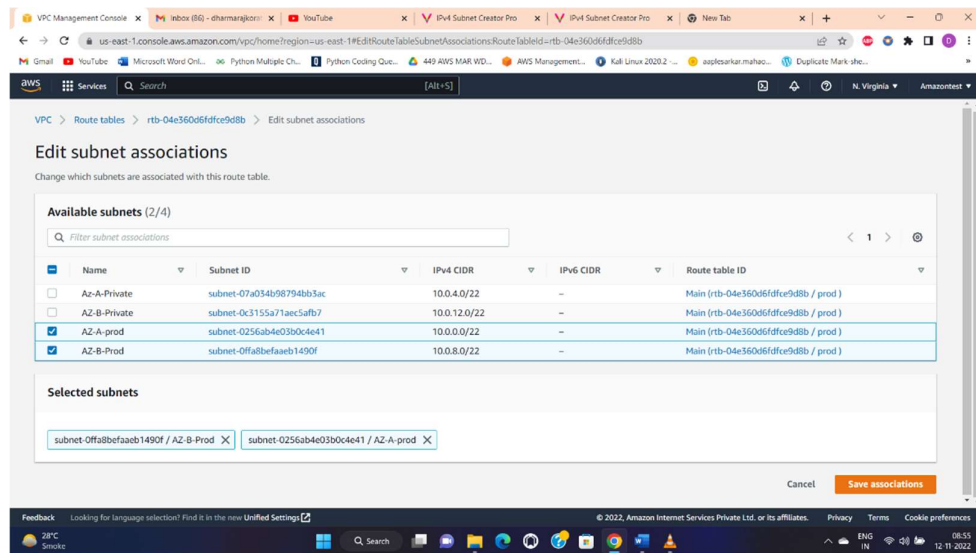 VPC Management Console
Inbox (86) - dharmarajkora
YouTube
IPv4 Subnet Creator Pro
IPv4 Subnet Creator Pro
New Tab
us-east-1.console.aws.amazon.com/vpc/home?region=us-east-1#EditRouteTableSubnetAssociations:RouteTableId=rtb-04e360d6fdfce9d8b
Gmail YouTube Microsoft Word Onl... Python Multiple Ch... Python Coding Que... 449 AWS MAR WD... AWS Management... Kali Linux 2020.2 -... aaplesarkar.mahao... Duplicate Mark-she... »
aws Services Search [Alt+S] N. Virginia Amazontest
VPC > Route tables > rtb-04e360d6fdfce9d8b > Edit subnet associations
Edit subnet associations
Change which subnets are associated with this route table.
Available subnets (2/4)
Filter subnet associations < 1 >
Name Subnet ID IPv4 CIDR IPv6 CIDR Route table ID
Az-A-Private subnet-07a034b98794bb3ac 10.0.4.0/22 – Main (rtb-04e360d6fdfce9d8b / prod )
AZ-B-Private subnet-0c3155a71aec5afb7 10.0.12.0/22 – Main (rtb-04e360d6fdfce9d8b / prod )
AZ-A-prod subnet-0256ab4e03b0c4e41 10.0.0.0/22 – Main (rtb-04e360d6fdfce9d8b / prod )
AZ-B-Prod subnet-0ffa8befaaeb1490f 10.0.8.0/22 – Main (rtb-04e360d6fdfce9d8b / prod )
Selected subnets
subnet-0ffa8befaaeb1490f / AZ-B-Prod X subnet-0256ab4e03b0c4e41 / AZ-A-prod X
Cancel Save associations
Feedback Looking for language selection? Find it in the new Unified Settings © 2022, Amazon Internet Services Private Ltd. or its affiliates. Privacy Terms Cookie preferences
28°C
Smoke
Search
ENG
IN
08:55
12-11-2022